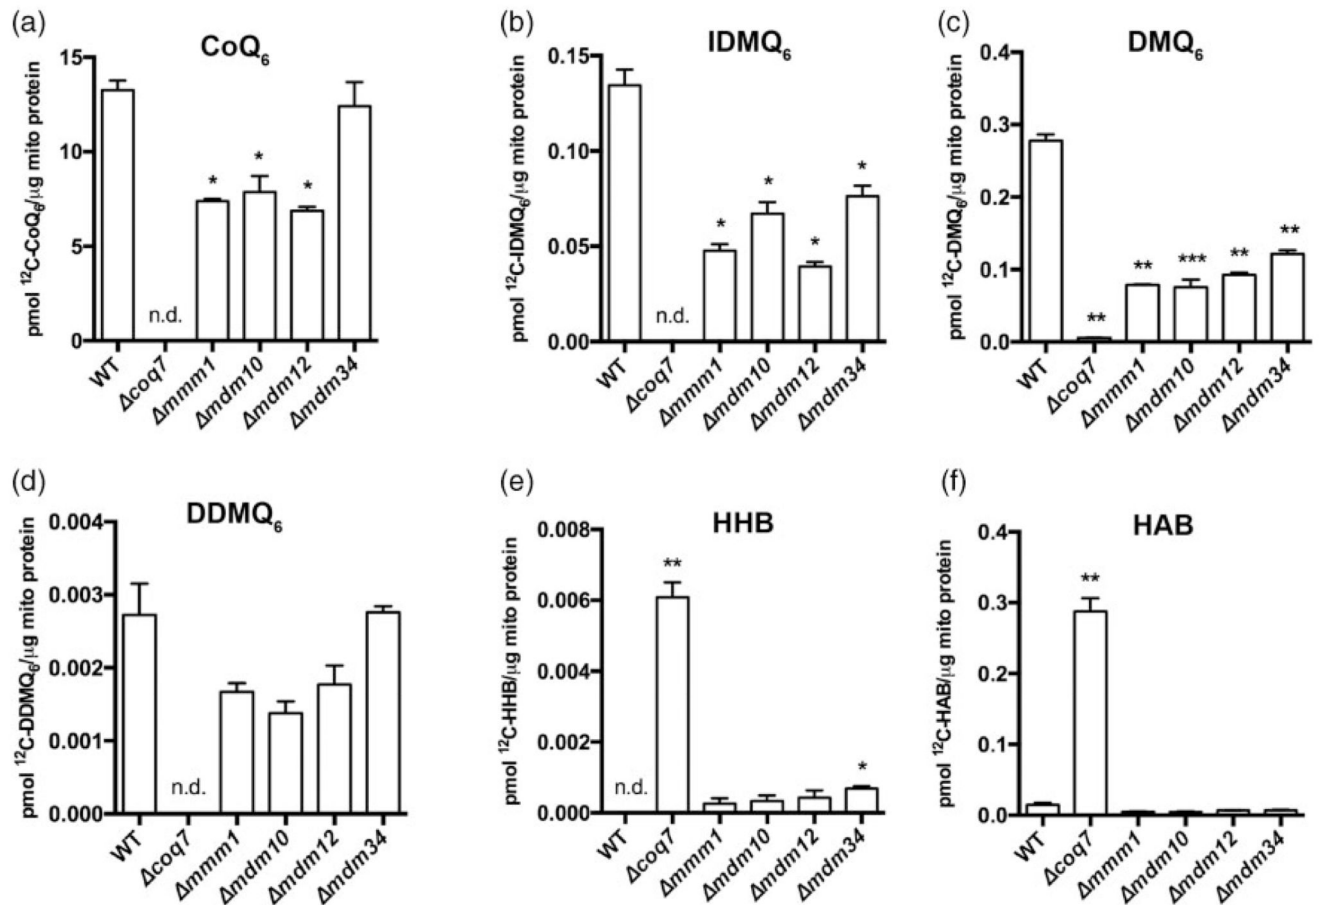 (a)
CoQ₆
pmol ¹²C-CoQ₆/µg mito protein
15
10
5
0
*
*
*
n.d.
WT
Δcoq7
Δmmm1
Δmdm10
Δmdm12
Δmdm34
(b)
IDMQ₆
pmol ¹²C-IDMQ₆/µg mito protein
0.15
0.10
0.05
0.00
*
*
*
*
n.d.
WT
Δcoq7
Δmmm1
Δmdm10
Δmdm12
Δmdm34
(c)
DMQ₆
pmol ¹²C-DMQ₆/µg mito protein
0.4
0.3
0.2
0.1
0.0
**
**
***
**
**
WT
Δcoq7
Δmmm1
Δmdm10
Δmdm12
Δmdm34
(d)
DDMQ₆
pmol ¹²C-DDMQ₆/µg mito protein
0.004
0.003
0.002
0.001
0.000
n.d.
WT
Δcoq7
Δmmm1
Δmdm10
Δmdm12
Δmdm34
(e)
HHB
pmol ¹²C-HHB/µg mito protein
0.008
0.006
0.004
0.002
0.000
n.d.
**
*
WT
Δcoq7
Δmmm1
Δmdm10
Δmdm12
Δmdm34
(f)
HAB
pmol ¹²C-HAB/µg mito protein
0.4
0.3
0.2
0.1
0.0
**
WT
Δcoq7
Δmmm1
Δmdm10
Δmdm12
Δmdm34